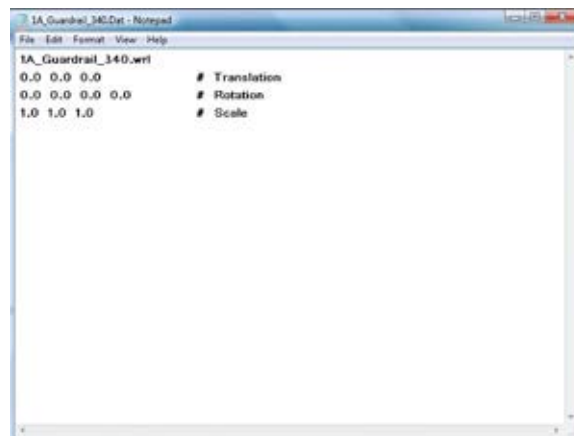 1A_Guardrail_340.Dat - Notepad
File Edit Format View Help
1A_Guardrail_340.wrl
0.0 0.0 0.0 # Translation
0.0 0.0 0.0 0.0 # Rotation
1.0 1.0 1.0 # Scale